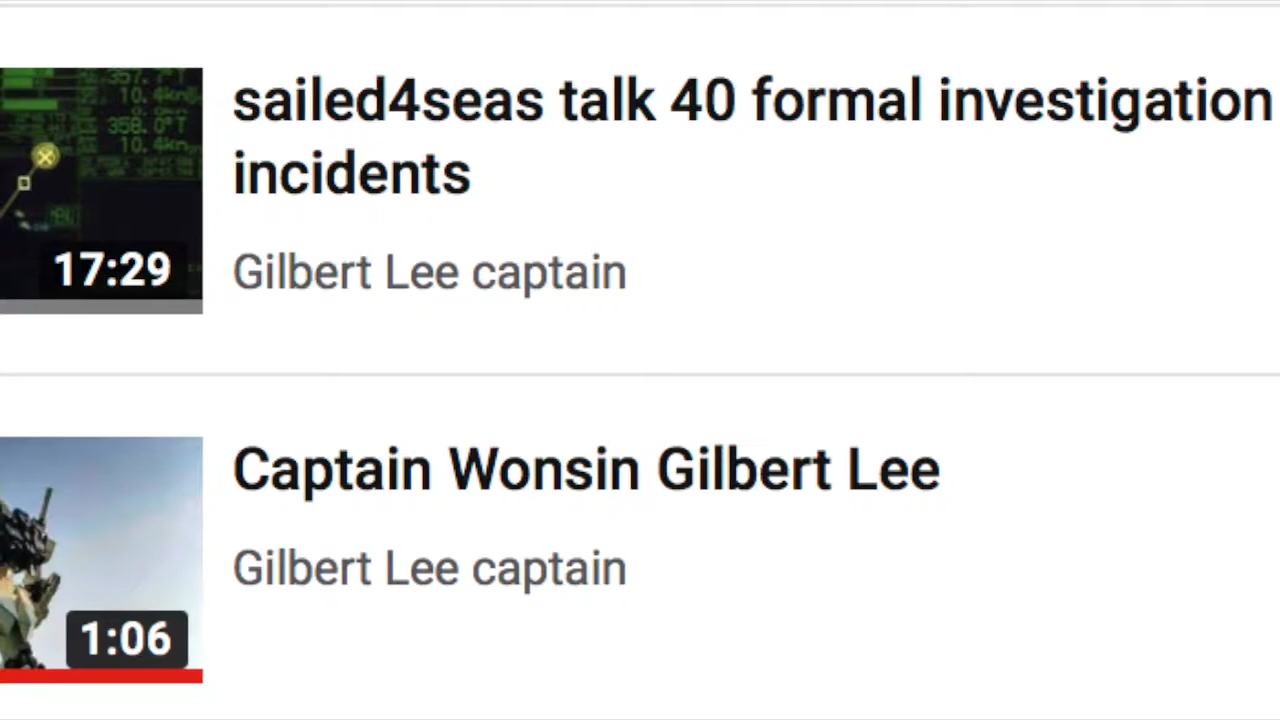 sailed4seas talk 40 formal investigation
incidents
Gilbert Lee captain
17:29
Captain Wonsin Gilbert Lee
Gilbert Lee captain
1:06